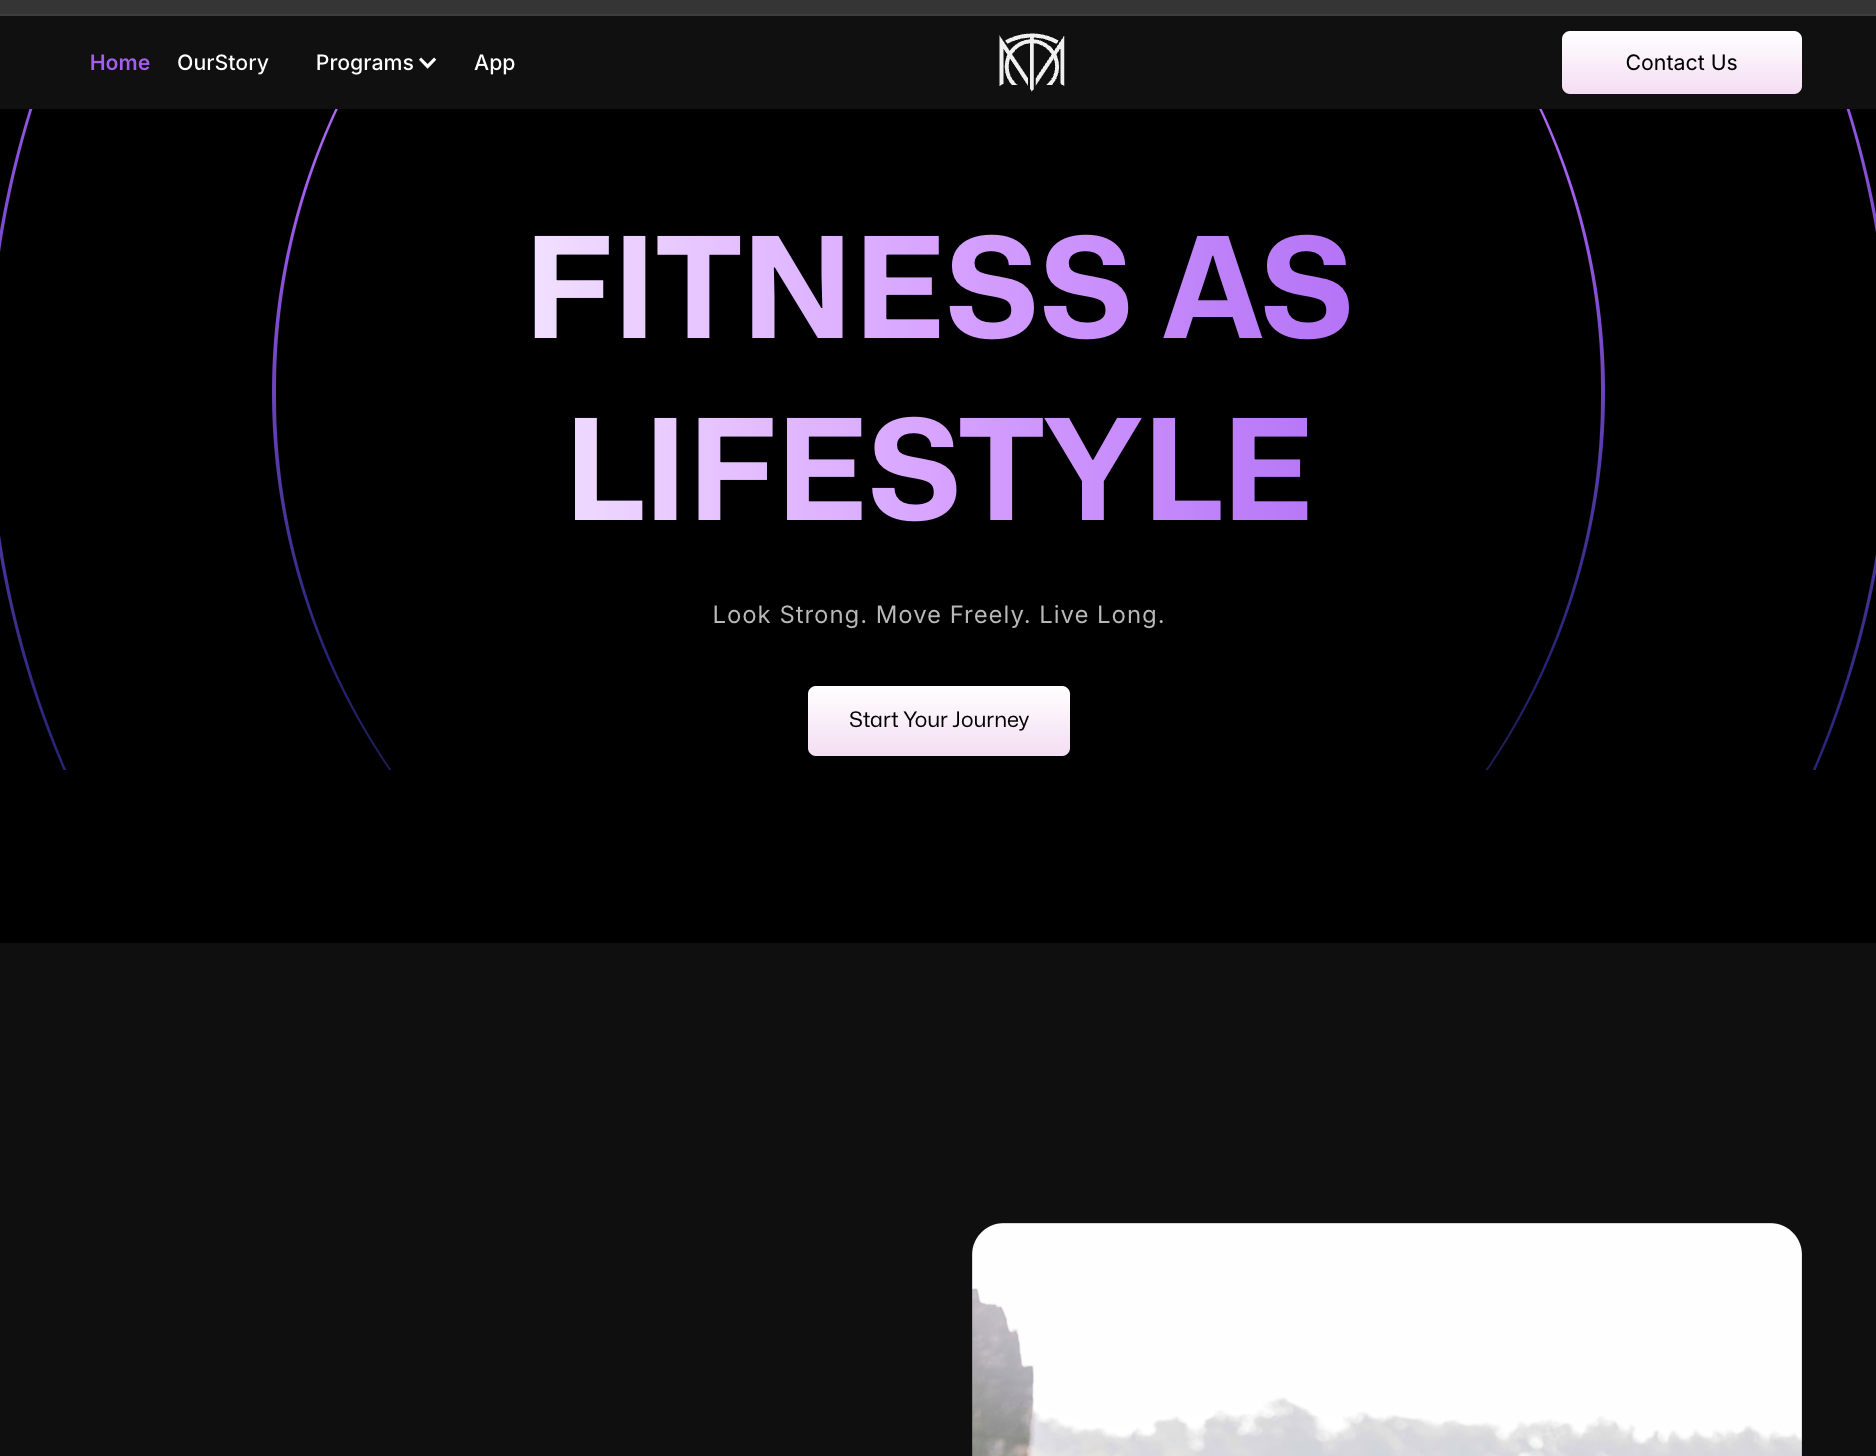 Home OurStory Programs App Contact Us
FITNESS AS
LIFESTYLE
Look Strong. Move Freely. Live Long.
Start Your Journey